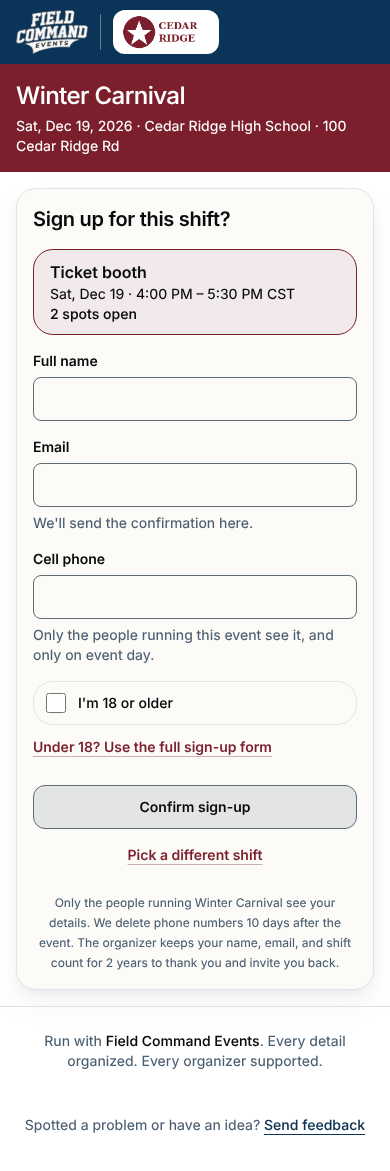 FIELD
COMMAND
EVENTS
CEDAR
RIDGE
Winter Carnival
Sat, Dec 19, 2026 · Cedar Ridge High School · 100
Cedar Ridge Rd
Sign up for this shift?
Ticket booth
Sat, Dec 19 · 4:00 PM – 5:30 PM CST
2 spots open
Full name
Email
We'll send the confirmation here.
Cell phone
Only the people running this event see it, and
only on event day.
I'm 18 or older
Under 18? Use the full sign-up form
Confirm sign-up
Pick a different shift
Only the people running Winter Carnival see your
details. We delete phone numbers 10 days after the
event. The organizer keeps your name, email, and shift
count for 2 years to thank you and invite you back.
Run with Field Command Events. Every detail
organized. Every organizer supported.
Spotted a problem or have an idea? Send feedback